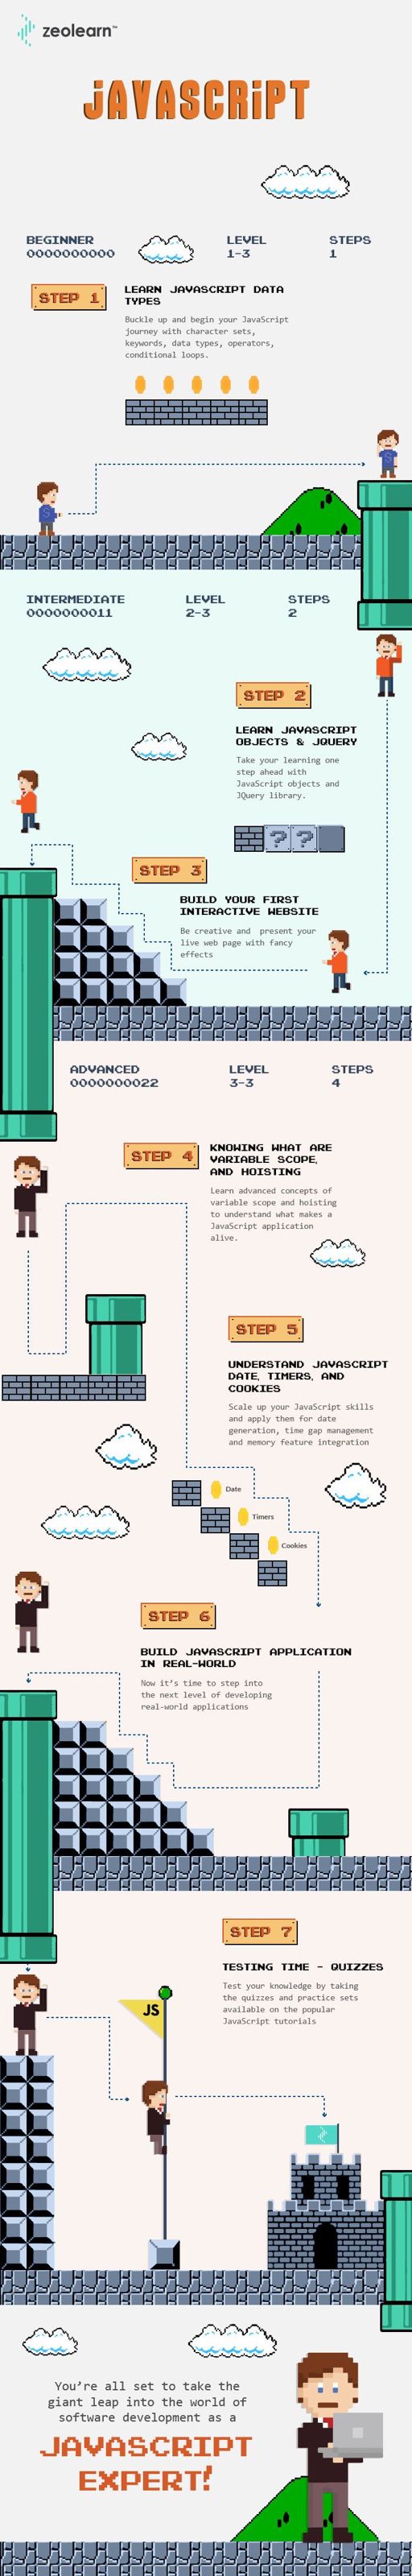 zeolearn™
JAVASCRiPT
BEGINNER
0000000000
LEVEL
1-3
STEPS
1
STEP 1
LEARN JAVASCRIPT DATA
TYPES
Buckle up and begin your JavaScript
journey with character sets,
keywords, data types, operators,
conditional loops.
INTERMEDIATE
0000000011
LEVEL
2-3
STEPS
2
STEP 2
LEARN JAVASCRIPT
OBJECTS & JQUERY
Take your learning one
step ahead with
JavaScript objects and
JQuery library.
? ?
STEP 3
BUILD YOUR FIRST
INTERACTIVE WEBSITE
Be creative and present your
live web page with fancy
effects
ADVANCED
0000000022
LEVEL
3-3
STEPS
4
STEP 4
KNOWING WHAT ARE
VARIABLE SCOPE,
AND HOISTING
Learn advanced concepts of
variable scope and hoisting
to understand what makes a
JavaScript application
alive.
STEP 5
UNDERSTAND JAVASCRIPT
DATE, TIMERS, AND
COOKIES
Scale up your JavaScript skills
and apply them for date
generation, time gap management
and memory feature integration
Date
Timers
Cookies
STEP 6
BUILD JAVASCRIPT APPLICATION
IN REAL-WORLD
Now it's time to step into
the next level of developing
real-world applications
STEP 7
TESTING TIME - QUIZZES
Test your knowledge by taking
the quizzes and practice sets
available on the popular
JavaScript tutorials
JS
You're all set to take the
giant leap into the world of
software development as a
JAVASCRIPT
EXPERT!